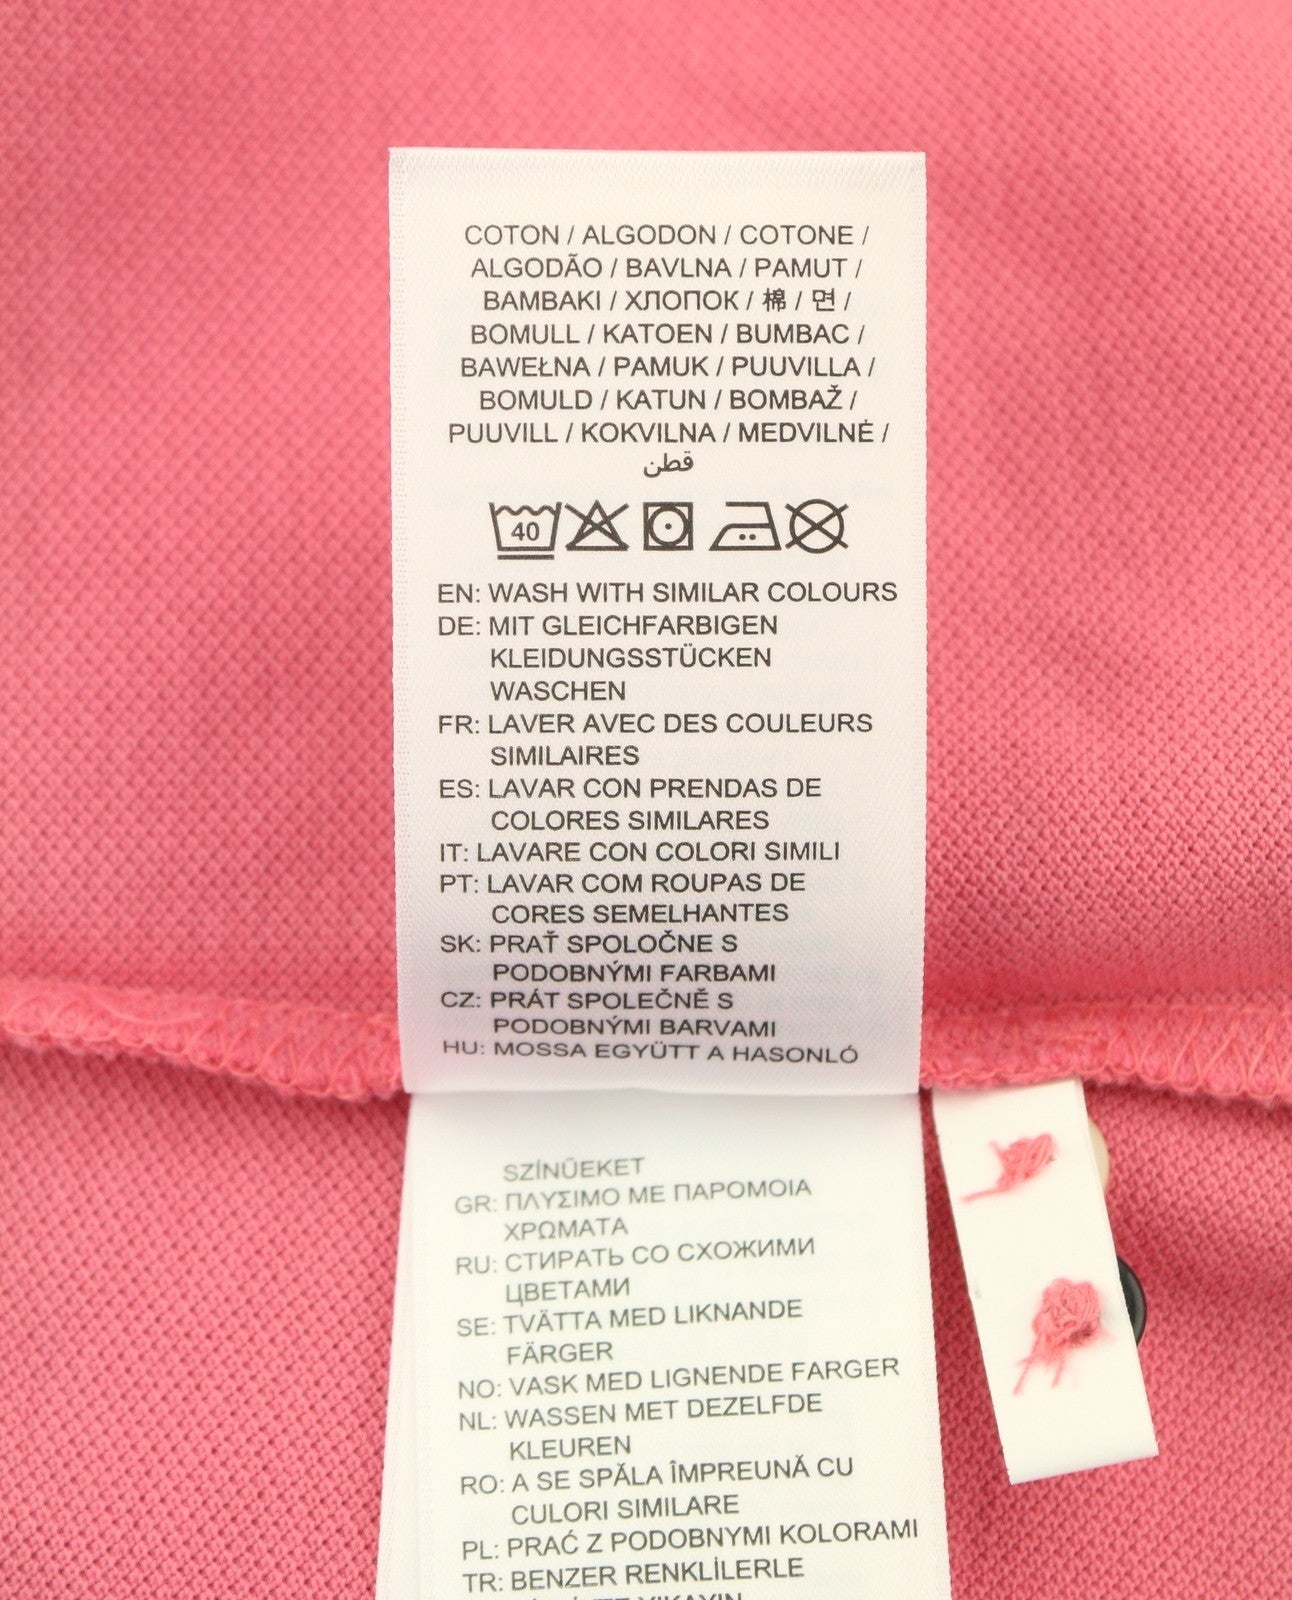 COTON / ALGODON / COTONE /
ALGODÃO / BAVLNA / PAMUT /
BAMBAKI / ХЛОПОК / 棉 / 면 /
BOMULL / KATOEN / BUMBAC /
BAWEŁNA / PAMUK / PUUVILLA /
BOMULD / KATUN / BOMBAŽ /
PUUVILL / KOKVILNA / MEDVILNĖ /
قطن
40
EN: WASH WITH SIMILAR COLOURS
DE: MIT GLEICHFARBIGEN
KLEIDUNGSSTÜCKEN
WASCHEN
FR: LAVER AVEC DES COULEURS
SIMILAIRES
ES: LAVAR CON PRENDAS DE
COLORES SIMILARES
IT: LAVARE CON COLORI SIMILI
PT: LAVAR COM ROUPAS DE
CORES SEMELHANTES
SK: PRAŤ SPOLOČNE S
PODOBNÝMI FARBAMI
CZ: PRÁT SPOLEČNĚ S
PODOBNÝMI BARVAMI
HU: MOSSA EGYÜTT A HASONLÓ
SZÍNŰEKET
GR: ΠΛΥΣΙΜΟ ΜΕ ΠΑΡΟΜΟΙΑ
ΧΡΩΜΑΤΑ
RU: СТИРАТЬ СО СХОЖИМИ
ЦВЕТАМИ
SE: TVÄTTA MED LIKNANDE
FÄRGER
NO: VASK MED LIGNENDE FARGER
NL: WASSEN MET DEZELFDE
KLEUREN
RO: A SE SPĂLA ÎMPREUNĂ CU
CULORI SIMILARE
PL: PRAĆ Z PODOBNYMI KOLORAMI
TR: BENZER RENKLİLERLE